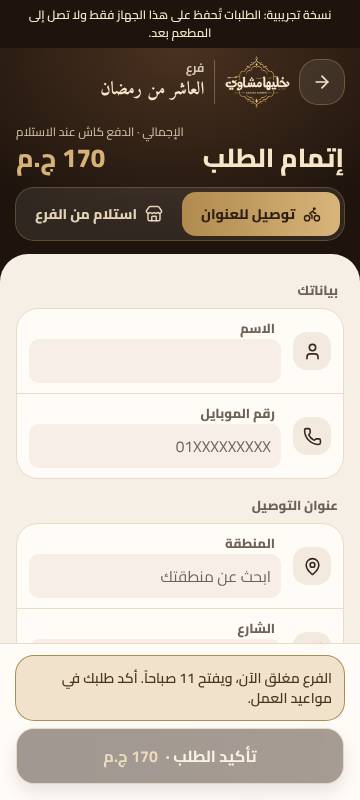 نسخة تجريبية: الطلبات تُحفظ على هذا الجهاز فقط ولا تصل إلى
المطعم بعد.
خليها مشاوي
فرع
العاشر من رمضان
الإجمالي · الدفع كاش عند الاستلام
إتمام الطلب
170 ج.م
توصيل للعنوان
استلام من الفرع
بياناتك
الاسم
رقم الموبايل
01XXXXXXXXX
عنوان التوصيل
المنطقة
ابحث عن منطقتك
الشارع
الفرع مغلق الآن، ويفتح 11 صباحاً. أكد طلبك في
مواعيد العمل.
تأكيد الطلب · 170 ج.م